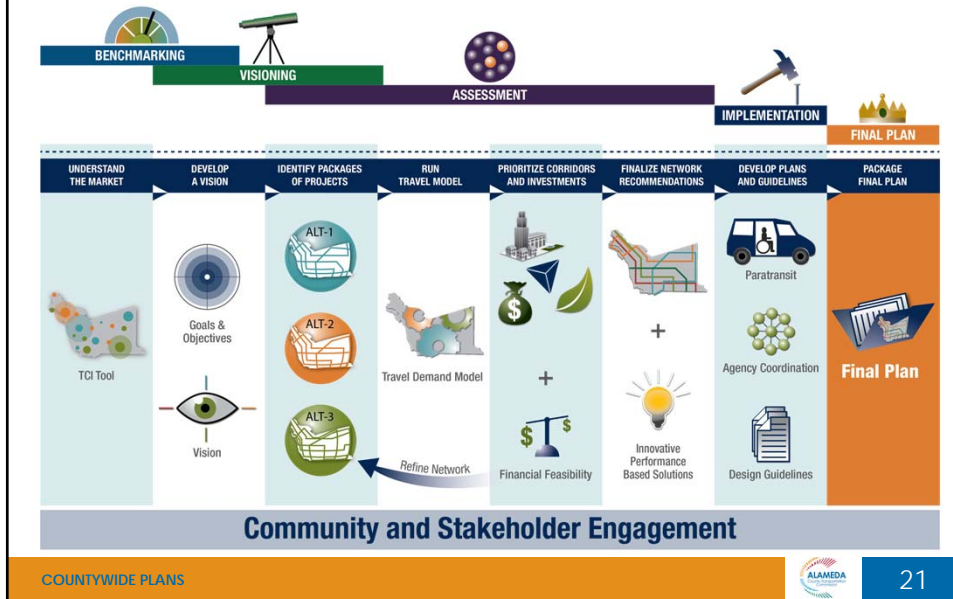 BENCHMARKING
VISIONING
ASSESSMENT
IMPLEMENTATION
FINAL PLAN
UNDERSTAND
THE MARKET
DEVELOP
A VISION
IDENTIFY PACKAGES
OF PROJECTS
RUN
TRAVEL MODEL
PRIORITIZE CORRIDORS
AND INVESTMENTS
FINALIZE NETWORK
RECOMMENDATIONS
DEVELOP PLANS
AND GUIDELINES
PACKAGE
FINAL PLAN
TCI Tool
Goals &
Objectives
Vision
ALT-1
ALT-2
ALT-3
Travel Demand Model
Refine Network
$
+
$ $
Financial Feasibility
+
Innovative
Performance
Based Solutions
Paratransit
Agency Coordination
Design Guidelines
Final Plan
Community and Stakeholder Engagement
COUNTYWIDE PLANS
ALAMEDA
County Transportation
Commission
21